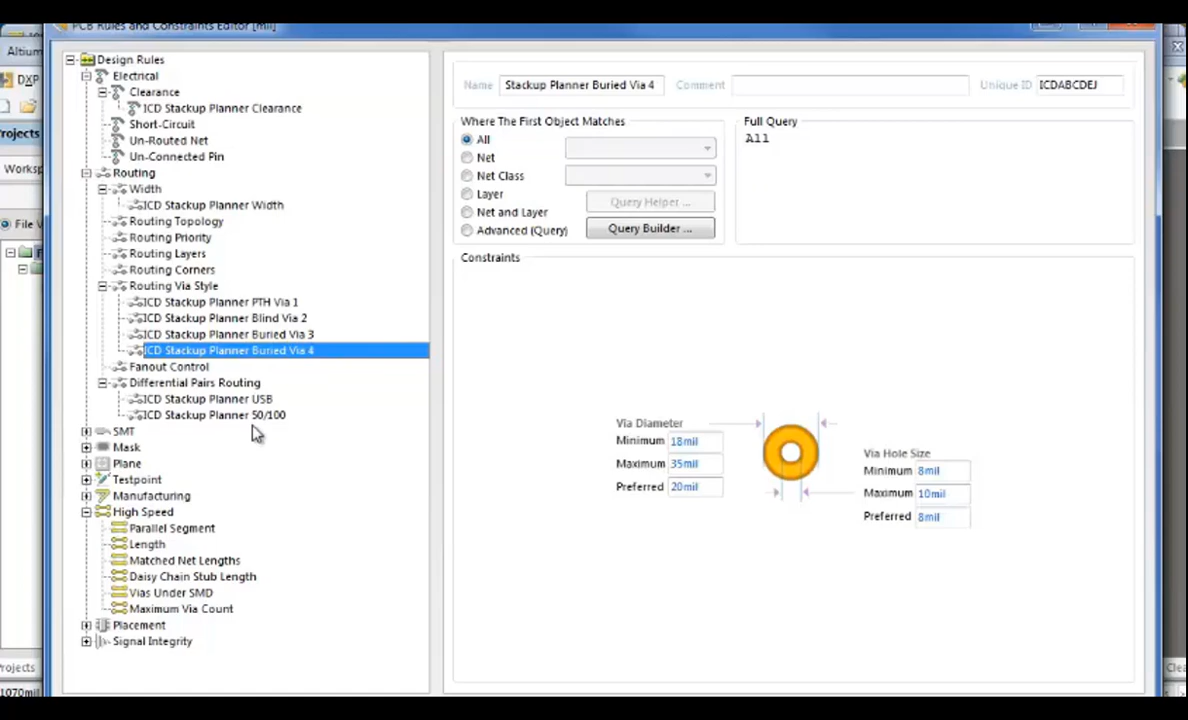 PCB Rules and Constraints Editor [mil]
Altium
DXP
Projects
Worksp
File V
Projects
1070mil
Design Rules
Electrical
Clearance
ICD Stackup Planner Clearance
Short-Circuit
Un-Routed Net
Un-Connected Pin
Routing
Width
ICD Stackup Planner Width
Routing Topology
Routing Priority
Routing Layers
Routing Corners
Routing Via Style
ICD Stackup Planner PTH Via 1
ICD Stackup Planner Blind Via 2
ICD Stackup Planner Buried Via 3
ICD Stackup Planner Buried Via 4
Fanout Control
Differential Pairs Routing
ICD Stackup Planner USB
ICD Stackup Planner 50/100
SMT
Mask
Plane
Testpoint
Manufacturing
High Speed
Parallel Segment
Length
Matched Net Lengths
Daisy Chain Stub Length
Vias Under SMD
Maximum Via Count
Placement
Signal Integrity
Name Stackup Planner Buried Via 4 Comment Unique ID ICDABCDEJ
Where The First Object Matches
All
Net
Net Class
Layer
Net and Layer
Advanced (Query)
Query Helper ...
Query Builder ...
Full Query
All
Constraints
Via Diameter
Minimum 18mil
Maximum 35mil
Preferred 20mil
Via Hole Size
Minimum 8mil
Maximum 10mil
Preferred 8mil
Clea